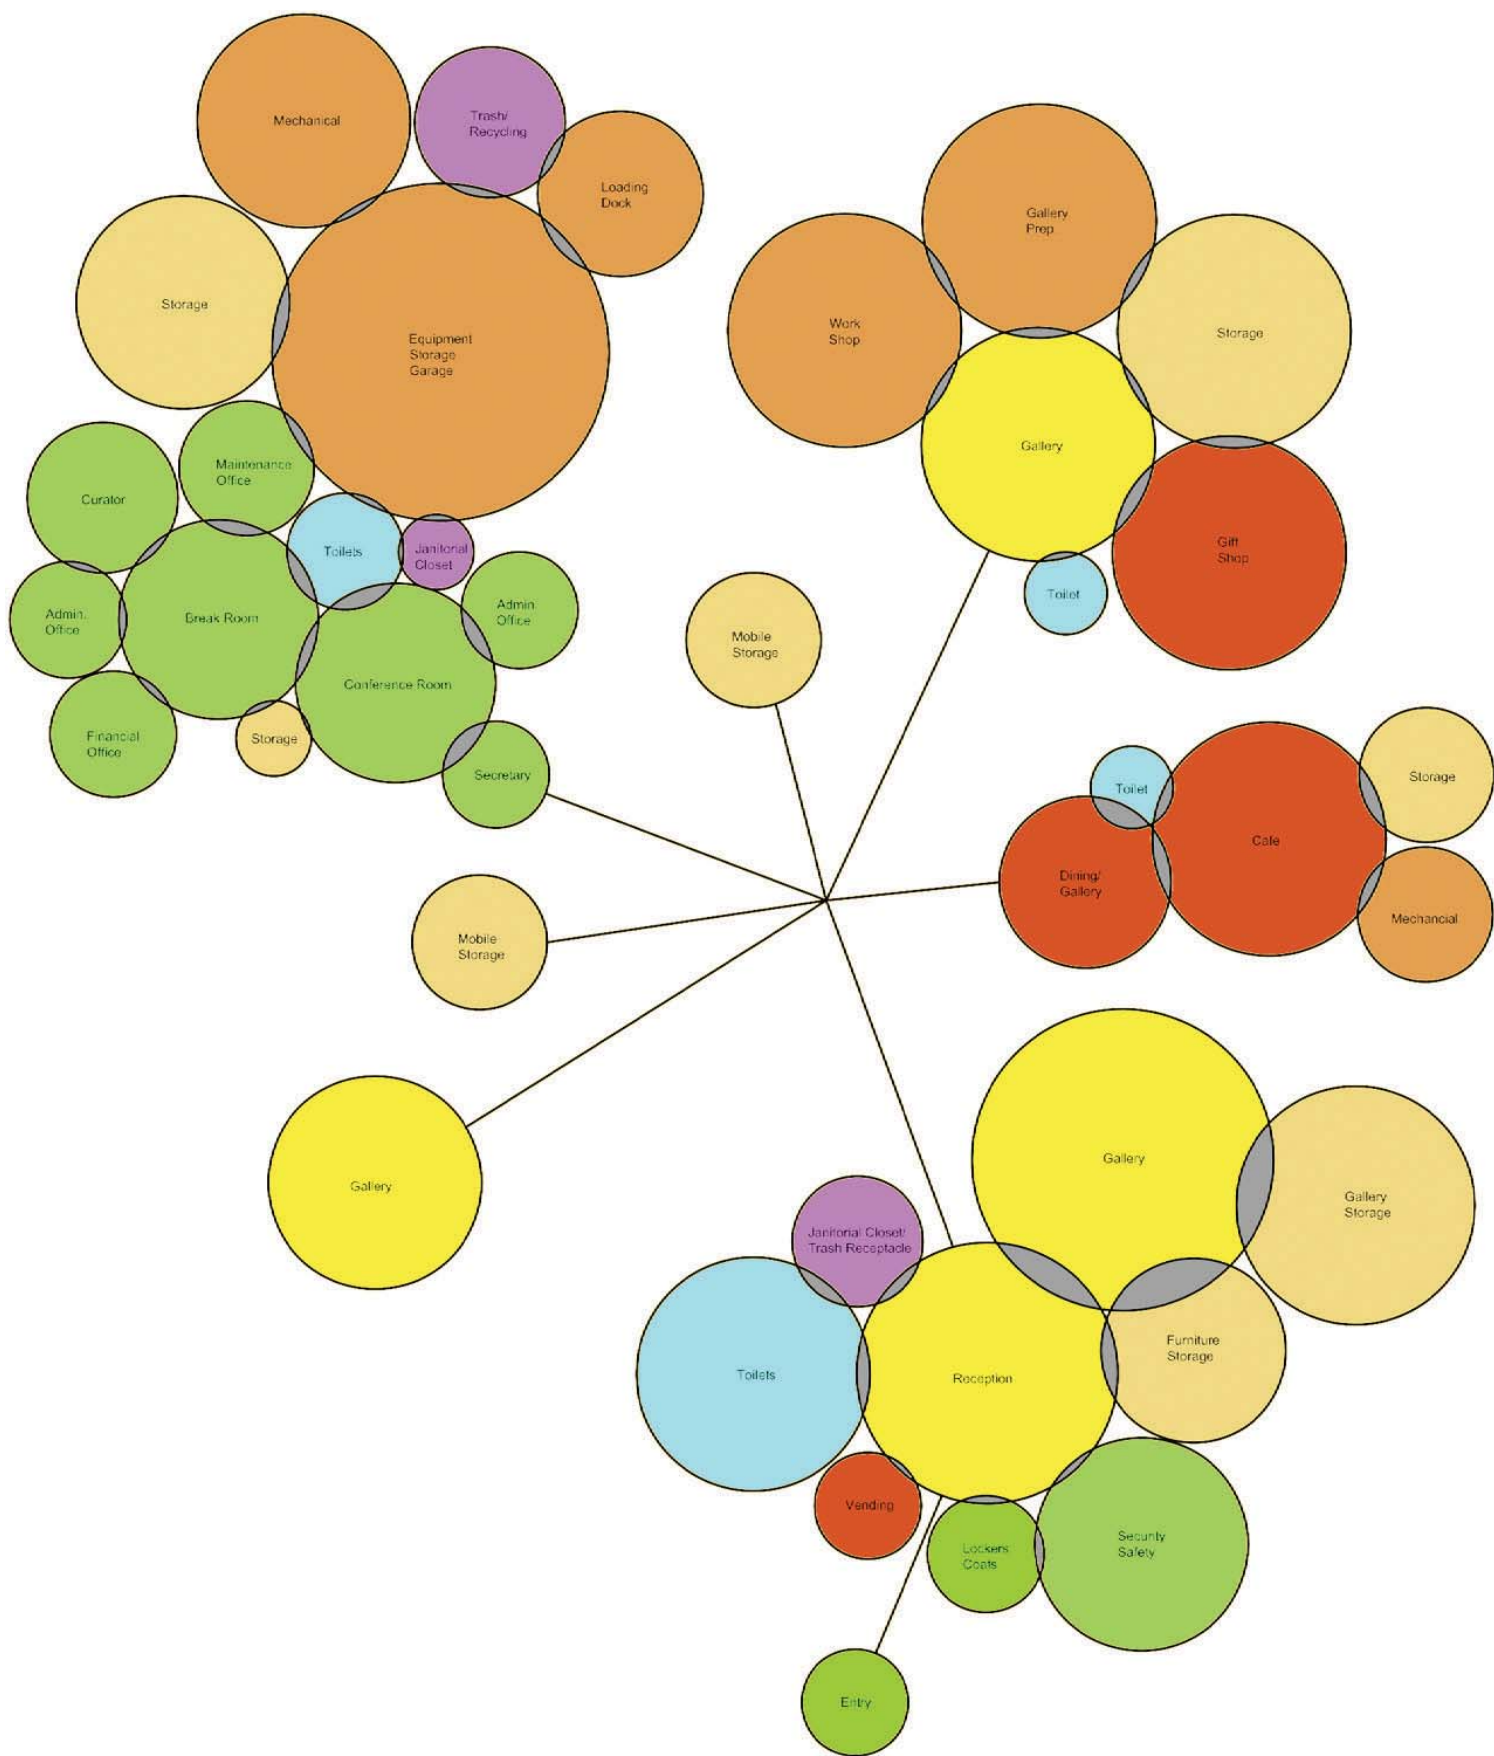 Mechanical
Trash/
Recycling
Loading
Dock
Storage
Equipment
Storage
Garage
Maintenance
Office
Curator
Toilets
Janitorial
Closet
Admin.
Office
Break Room
Admin.
Office
Conference Room
Financial
Office
Storage
Secretary
Gallery
Prep
Work
Shop
Storage
Gallery
Gift
Shop
Toilet
Mobile
Storage
Toilet
Cafe
Storage
Dining/
Gallery
Mechancial
Mobile
Storage
Gallery
Gallery
Gallery
Storage
Janitorial Closet/
Trash Receptacle
Furniture
Storage
Toilets
Reception
Vending
Lockers
Coats
Security
Safety
Entry